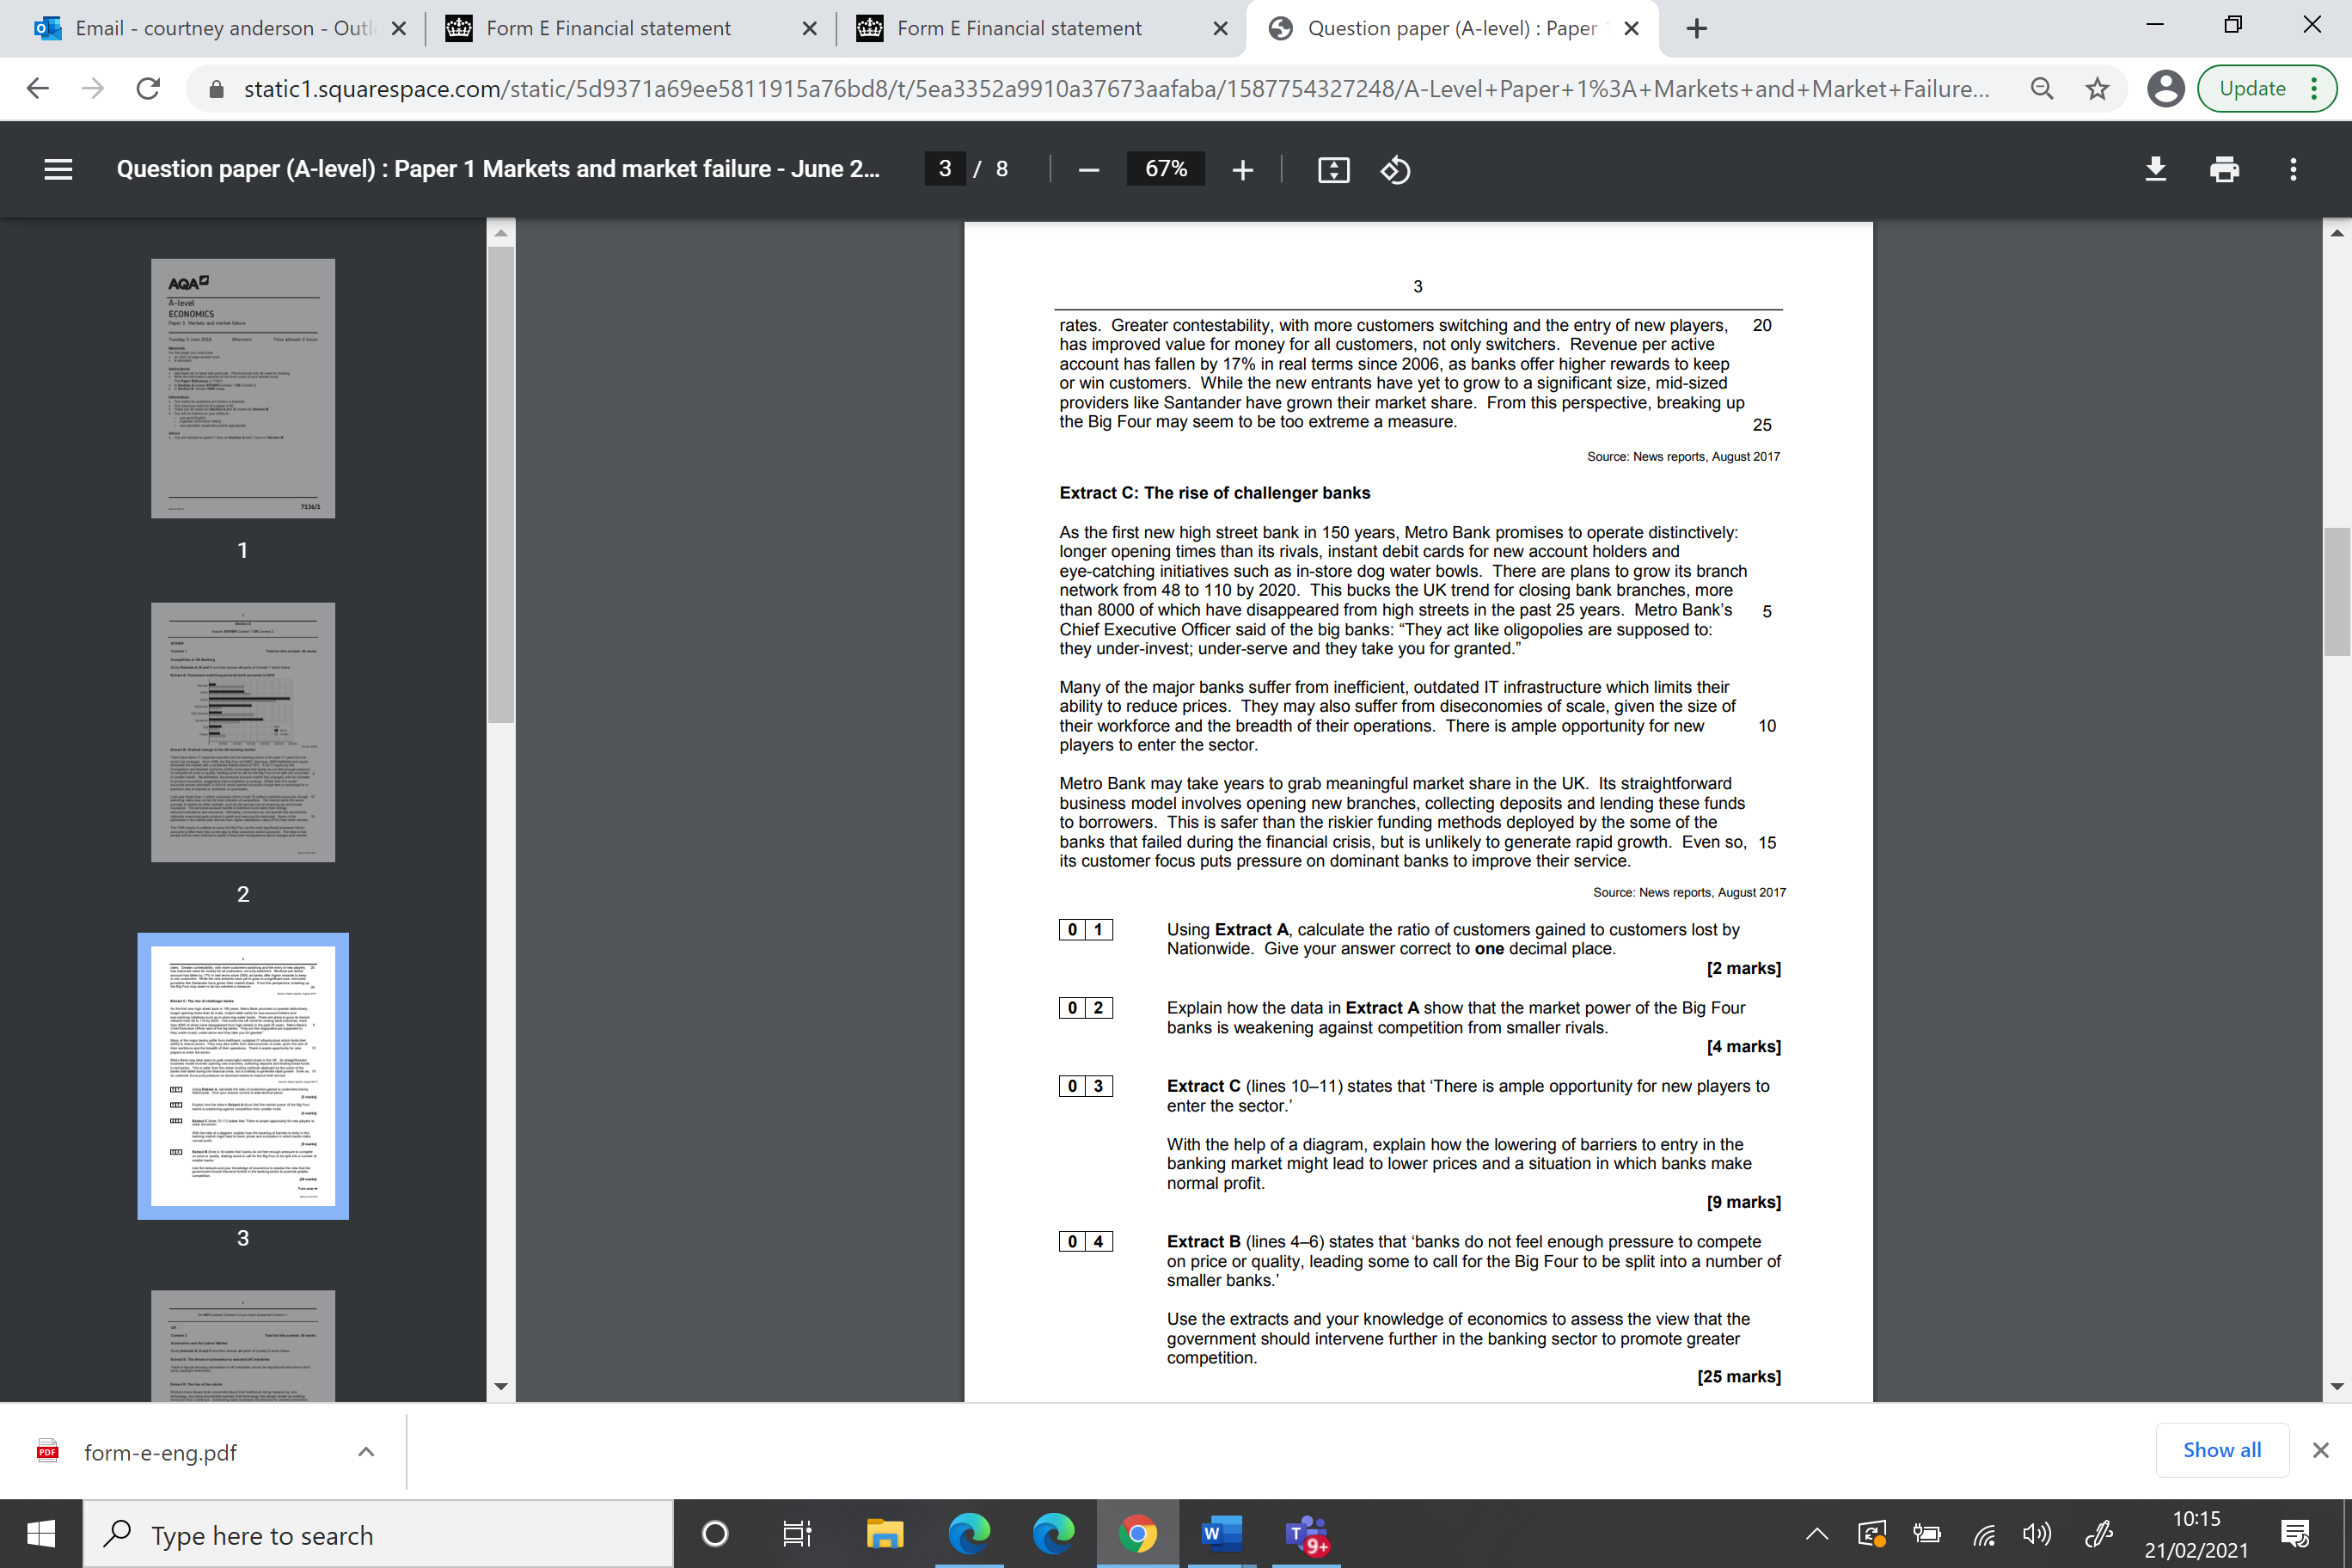 Email - courtney anderson - Outl
Form E Financial statement
Form E Financial statement
Question paper (A-level) : Paper 1
static1.squarespace.com/static/5d9371a69ee5811915a76bd8/t/5ea3352a9910a37673aafaba/1587754327248/A-Level+Paper+1%3A+Markets+and+Market+Failure...
Update
Question paper (A-level) : Paper 1 Markets and market failure - June 2...
3 / 8
67%
AQA
A-level
ECONOMICS
Paper 1 Markets and market failure
7136/1
1
2
3
3
rates. Greater contestability, with more customers switching and the entry of new players, 20
has improved value for money for all customers, not only switchers. Revenue per active
account has fallen by 17% in real terms since 2006, as banks offer higher rewards to keep
or win customers. While the new entrants have yet to grow to a significant size, mid-sized
providers like Santander have grown their market share. From this perspective, breaking up
the Big Four may seem to be too extreme a measure. 25
Source: News reports, August 2017
Extract C: The rise of challenger banks
As the first new high street bank in 150 years, Metro Bank promises to operate distinctively:
longer opening times than its rivals, instant debit cards for new account holders and
eye-catching initiatives such as in-store dog water bowls. There are plans to grow its branch
network from 48 to 110 by 2020. This bucks the UK trend for closing bank branches, more
than 8000 of which have disappeared from high streets in the past 25 years. Metro Bank's 5
Chief Executive Officer said of the big banks: “They act like oligopolies are supposed to:
they under-invest; under-serve and they take you for granted.”
Many of the major banks suffer from inefficient, outdated IT infrastructure which limits their
ability to reduce prices. They may also suffer from diseconomies of scale, given the size of
their workforce and the breadth of their operations. There is ample opportunity for new 10
players to enter the sector.
Metro Bank may take years to grab meaningful market share in the UK. Its straightforward
business model involves opening new branches, collecting deposits and lending these funds
to borrowers. This is safer than the riskier funding methods deployed by the some of the
banks that failed during the financial crisis, but is unlikely to generate rapid growth. Even so, 15
its customer focus puts pressure on dominant banks to improve their service.
Source: News reports, August 2017
0 1 Using Extract A, calculate the ratio of customers gained to customers lost by
Nationwide. Give your answer correct to one decimal place.
[2 marks]
0 2 Explain how the data in Extract A show that the market power of the Big Four
banks is weakening against competition from smaller rivals.
[4 marks]
0 3 Extract C (lines 10–11) states that ‘There is ample opportunity for new players to
enter the sector.’
With the help of a diagram, explain how the lowering of barriers to entry in the
banking market might lead to lower prices and a situation in which banks make
normal profit.
[9 marks]
0 4 Extract B (lines 4–6) states that ‘banks do not feel enough pressure to compete
on price or quality, leading some to call for the Big Four to be split into a number of
smaller banks.’
Use the extracts and your knowledge of economics to assess the view that the
government should intervene further in the banking sector to promote greater
competition.
[25 marks]
form-e-eng.pdf
Show all
Type here to search
9+
10:15
21/02/2021